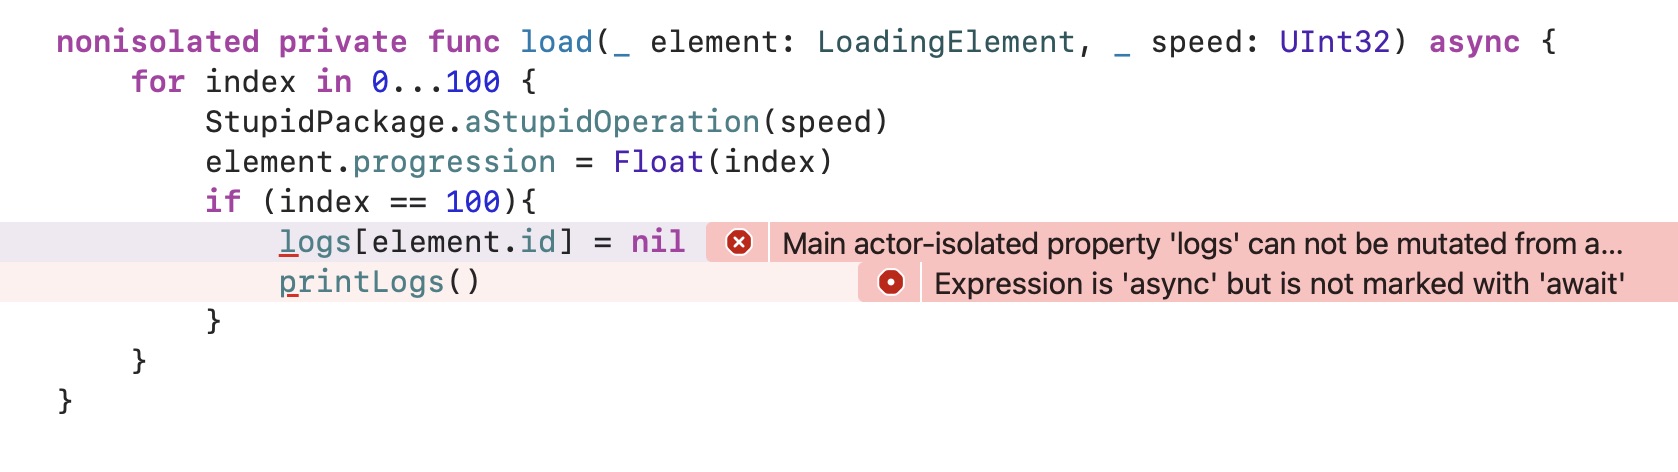 nonisolated private func load(_ element: LoadingElement, _ speed: UInt32) async {
for index in 0...100 {
StupidPackage.aStupidOperation(speed)
element.progression = Float(index)
if (index == 100){
logs[element.id] = nil Main actor-isolated property 'logs' can not be mutated from a...
printLogs() Expression is 'async' but is not marked with 'await'
}
}
}